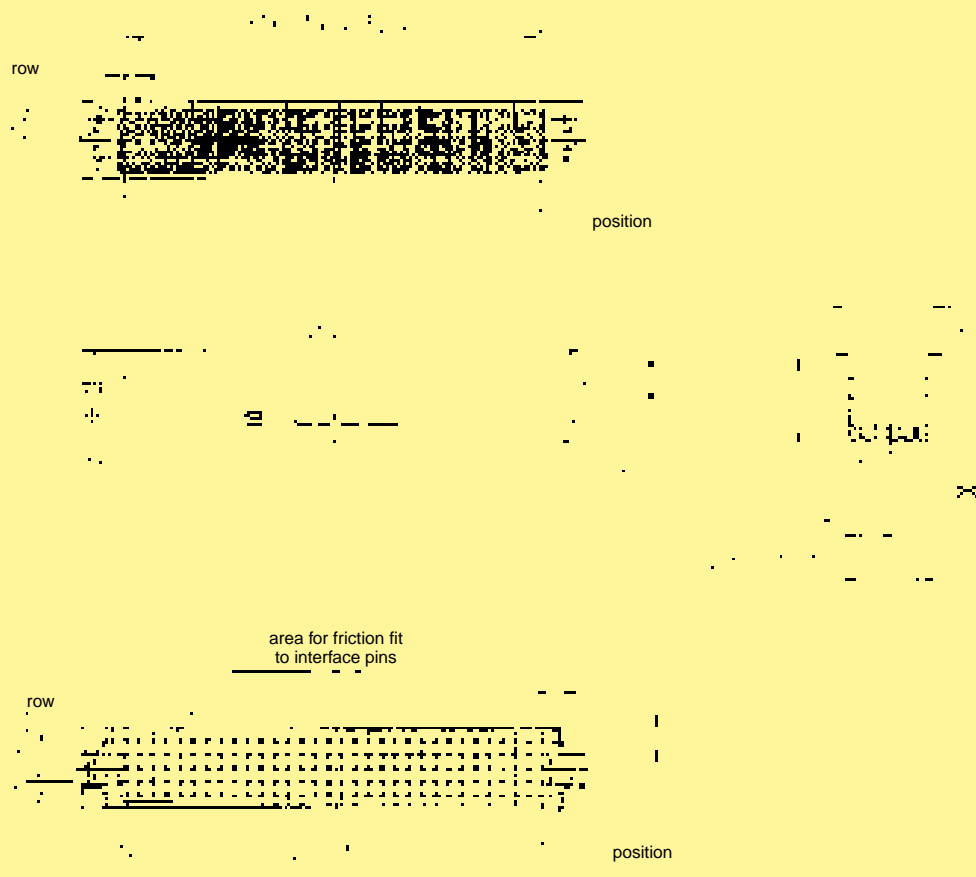 row
position
area for friction fit
to interface pins
row
position